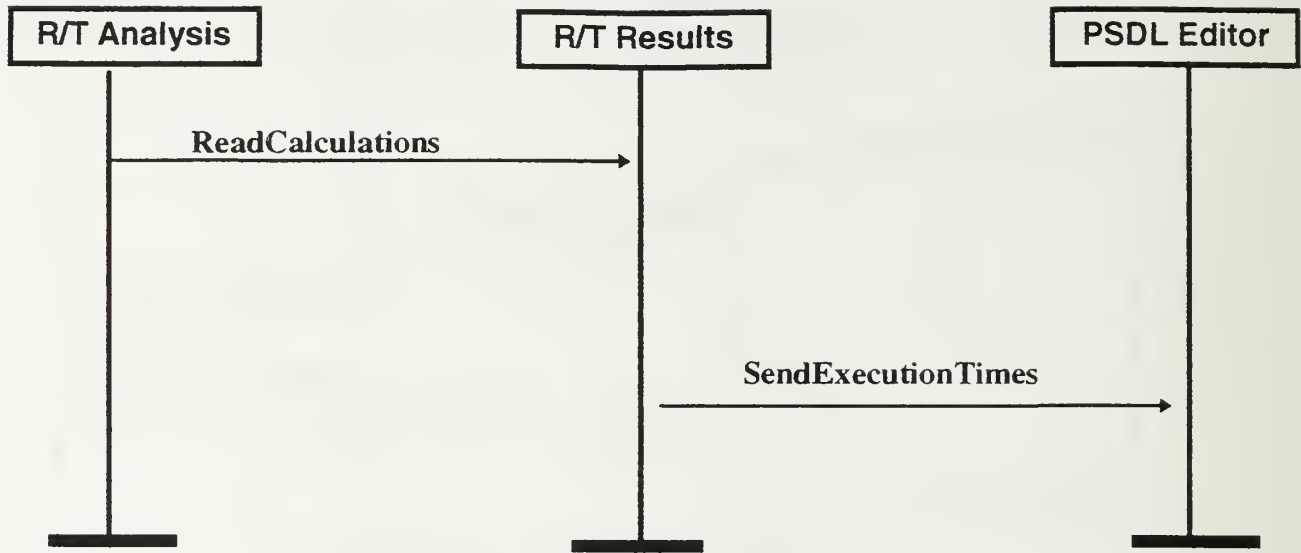 R/T Analysis
R/T Results
PSDL Editor
ReadCalculations
SendExecutionTimes